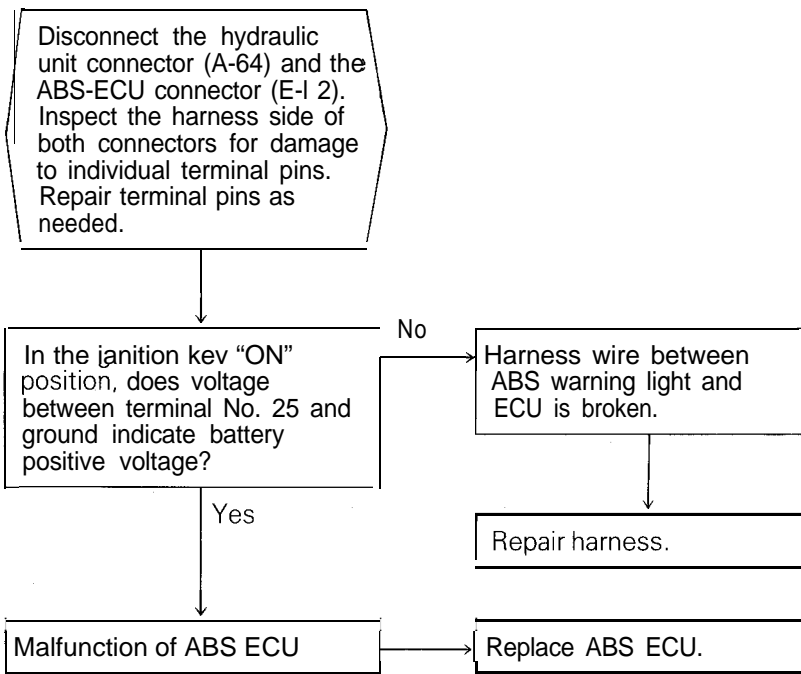 Disconnect the hydraulic
unit connector (A-64) and the
ABS-ECU connector (E-l 2).
Inspect the harness side of
both connectors for damage
to individual terminal pins.
Repair terminal pins as
needed.
No
In the ianition kev “ON”
position, does voltage
between terminal No. 25 and
ground indicate battery
positive voltage?
Harness wire between
ABS warning light and
ECU is broken.
Yes
Repair harness.
Malfunction of ABS ECU
Replace ABS ECU.